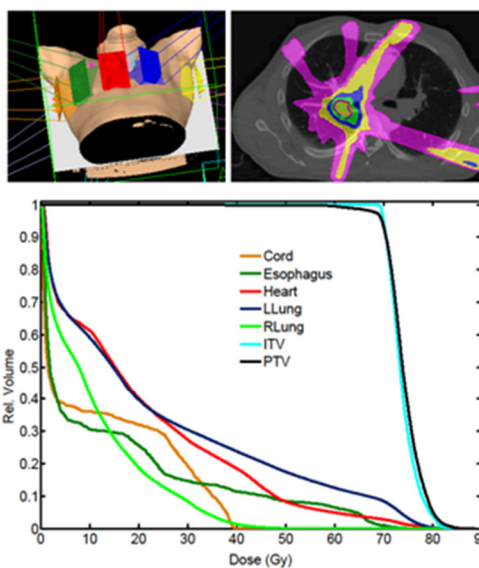 1
0.9
0.8
0.7
0.6
0.5
0.4
0.3
0.2
0.1
0
Rel. Volume
Cord
Esophagus
Heart
LLung
RLung
ITV
PTV
0 10 20 30 40 50 60 70 80 90
Dose (Gy)